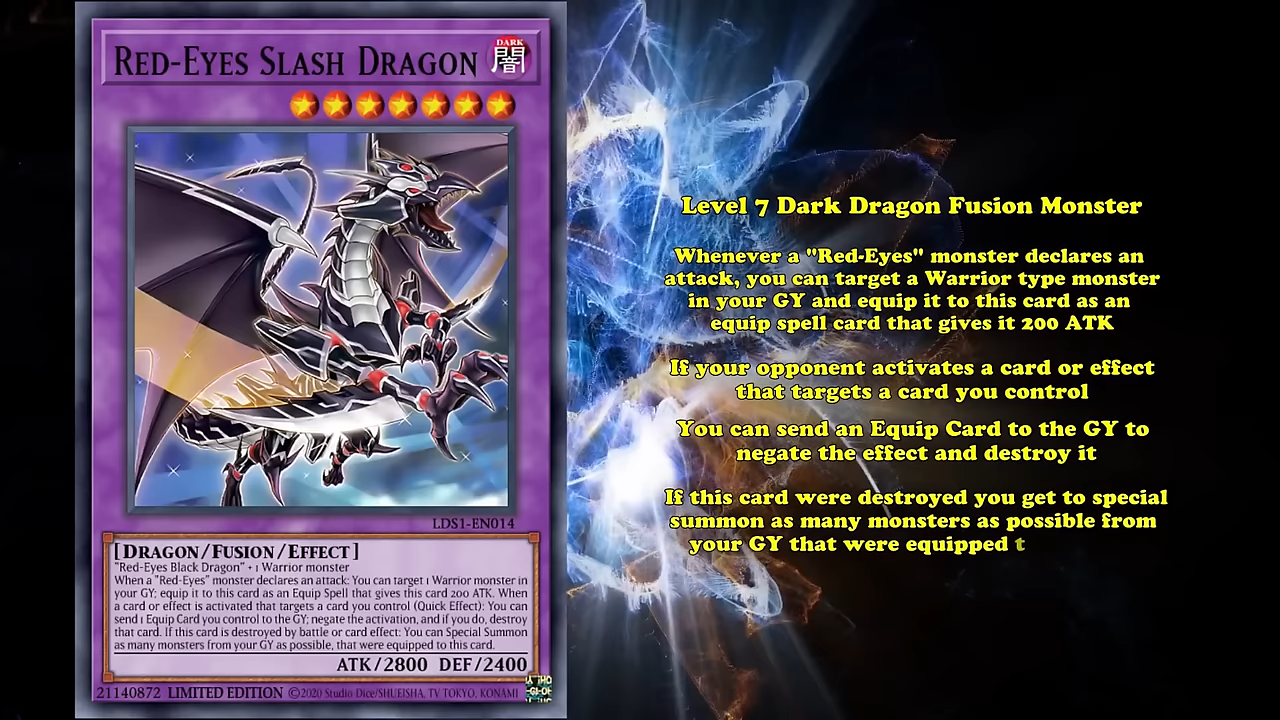 RED-EYES SLASH DRAGON
DARK
闇
LDS1-EN014
[DRAGON/FUSION/EFFECT]
"Red-Eyes Black Dragon" + 1 Warrior monster
When a "Red-Eyes" monster declares an attack: You can target 1 Warrior monster in
your GY; equip it to this card as an Equip Spell that gives this card 200 ATK. When
a card or effect is activated that targets a card you control (Quick Effect): You can
send 1 Equip Card you control to the GY; negate the activation, and if you do, destroy
that card. If this card is destroyed by battle or card effect: You can Special Summon
as many monsters from your GY as possible, that were equipped to this card.
ATK/2800 DEF/2400
21140872 LIMITED EDITION ©2020 Studio Dice/SHUEISHA, TV TOKYO, KONAMI
Level 7 Dark Dragon Fusion Monster
Whenever a "Red-Eyes" monster declares an
attack, you can target a Warrior type monster
in your GY and equip it to this card as an
equip spell card that gives it 200 ATK
If your opponent activates a card or effect
that targets a card you control
You can send an Equip Card to the GY to
negate the effect and destroy it
If this card were destroyed you get to special
summon as many monsters as possible from
your GY that were equipped t